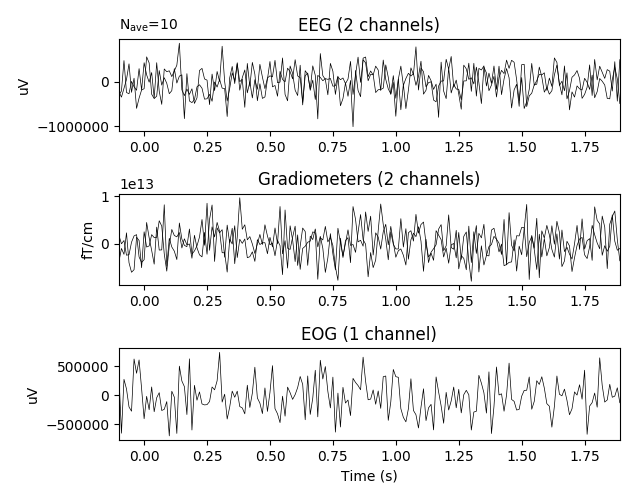 N_ave=10
EEG (2 channels)
uV
0
−1000000
0.00 0.25 0.50 0.75 1.00 1.25 1.50 1.75
1e13
Gradiometers (2 channels)
fT/cm
1
0
0.00 0.25 0.50 0.75 1.00 1.25 1.50 1.75
EOG (1 channel)
uV
500000
0
−500000
0.00 0.25 0.50 0.75 1.00 1.25 1.50 1.75
Time (s)